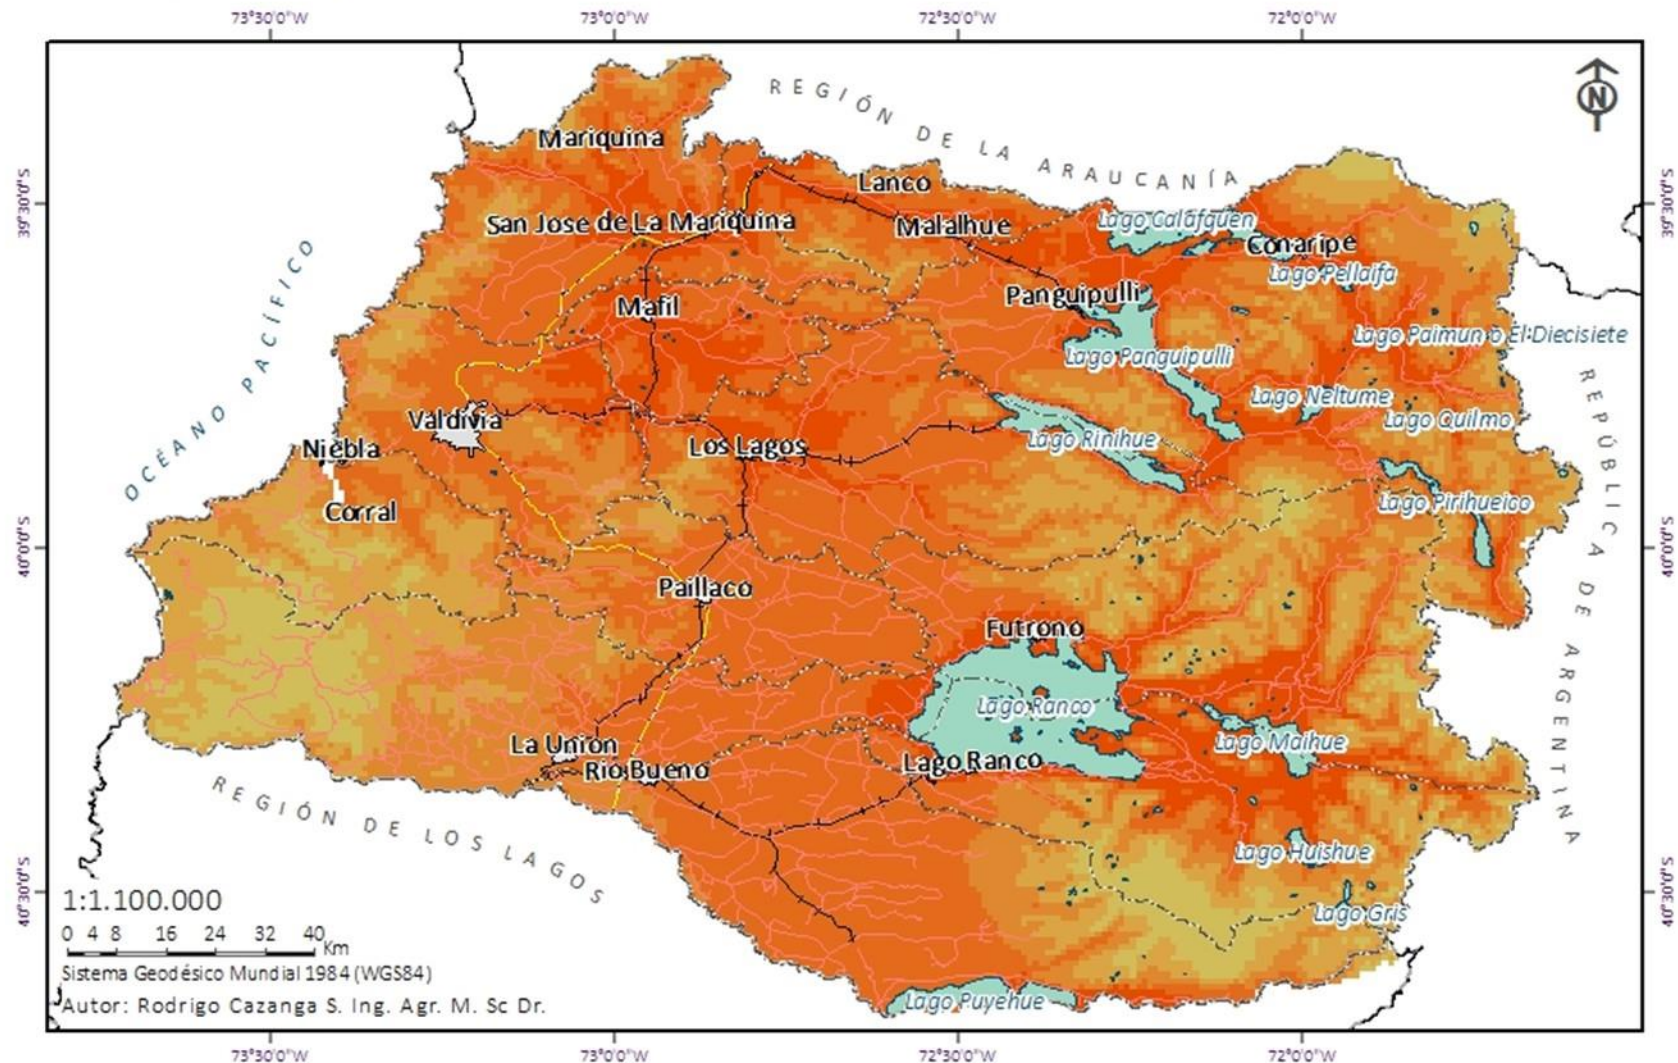 73°30'0"W 73°0'0"W 72°30'0"W 72°0'0"W
N
REGIÓN DE LA ARAUCANÍA
Mariquina
Lanco
39°30'0"S
39°30'0"S
San Jose de La Mariquina
Malalhue
Lago Calafquen
Conaripe
Lago Pellaifa
OCÉANO PACÍFICO
Mafil
Panguipulli
Lago Paimun o El Diecisiete
Lago Panguipulli
Lago Neltume
Valdivia
Lago Quilmo
Niebla
Los Lagos
Lago Rinihue
REPÚBLICA DE ARGENTINA
Corral
Lago Pirihueico
40°0'0"S
40°0'0"S
Paillaco
Futrono
Lago Ranco
La Union
Lago Maihue
Rio Bueno
Lago Ranco
REGIÓN DE LOS LAGOS
Lago Huishue
40°30'0"S
40°30'0"S
1:1.100.000
Lago Gris
0 4 8 16 24 32 40 Km
Sistema Geodésico Mundial 1984 (WGS84)
Autor: Rodrigo Cazanga S. Ing. Agr. M. Sc Dr.
Lago Puyehue
73°30'0"W 73°0'0"W 72°30'0"W 72°0'0"W